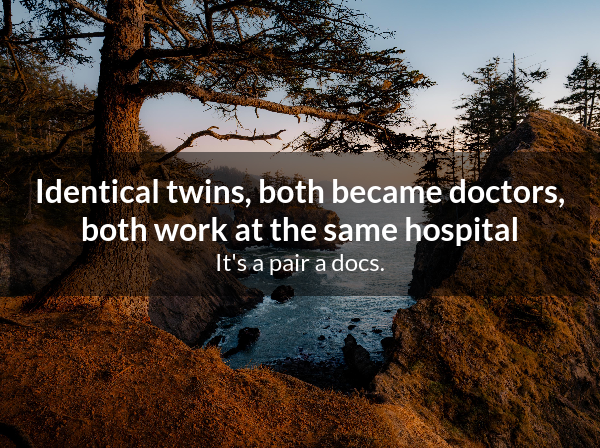 Identical twins, both became doctors,
both work at the same hospital
It's a pair a docs.